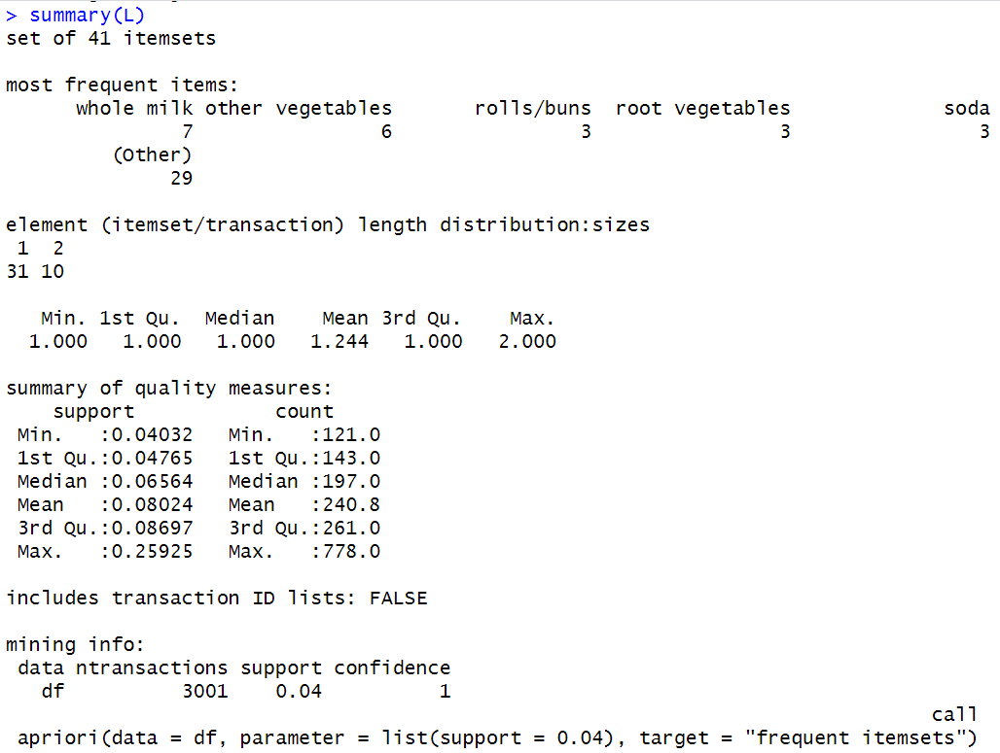 > summary(L)
set of 41 itemsets

most frequent items:
      whole milk other vegetables       rolls/buns  root vegetables             soda
               7                6                3                3                3
         (Other)
              29

element (itemset/transaction) length distribution:sizes
 1  2
31 10

   Min. 1st Qu.  Median    Mean 3rd Qu.    Max.
  1.000   1.000   1.000   1.244   1.000   2.000

summary of quality measures:
    support            count
 Min.   :0.04032   Min.   :121.0
 1st Qu.:0.04765   1st Qu.:143.0
 Median :0.06564   Median :197.0
 Mean   :0.08024   Mean   :240.8
 3rd Qu.:0.08697   3rd Qu.:261.0
 Max.   :0.25925   Max.   :778.0

includes transaction ID lists: FALSE

mining info:
 data ntransactions support confidence
   df          3001    0.04          1
                                                                               call
 apriori(data = df, parameter = list(support = 0.04), target = "frequent itemsets")